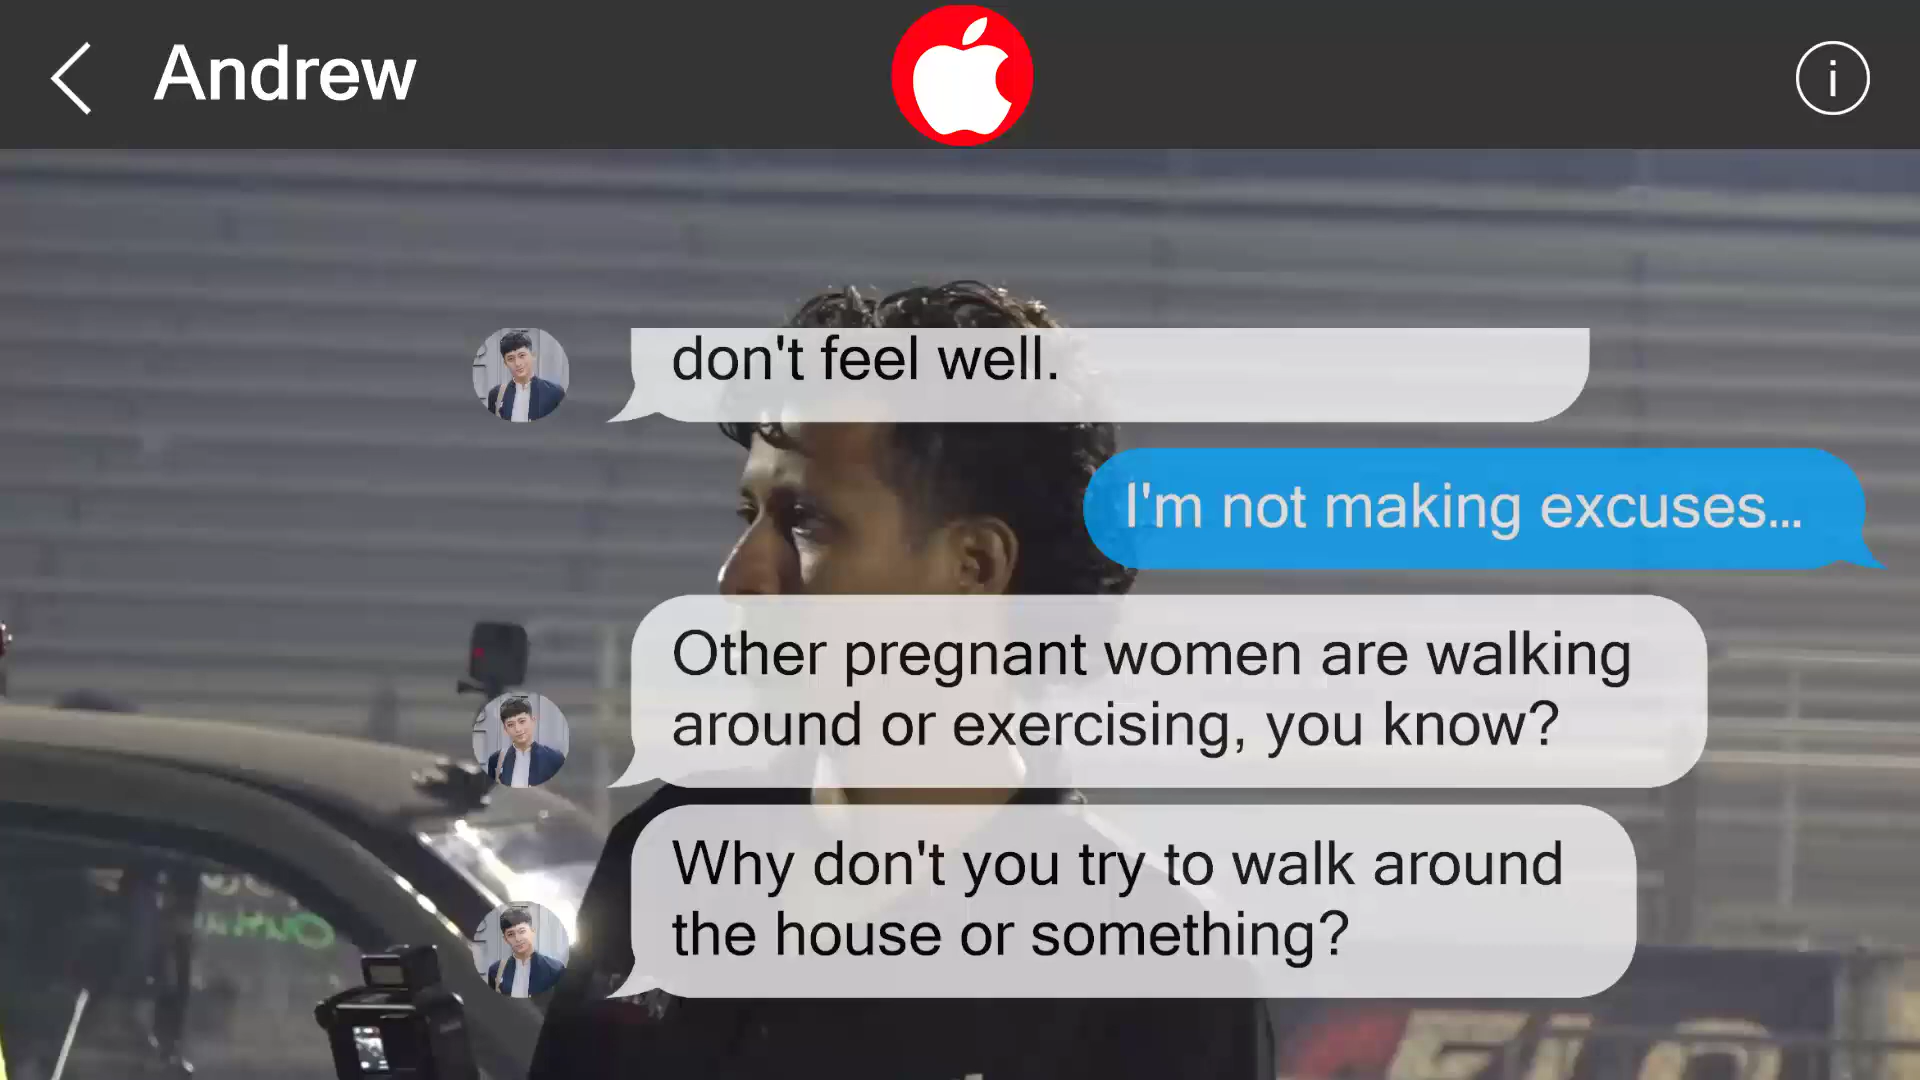 Andrew
i
don't feel well.
I'm not making excuses...
Other pregnant women are walking
around or exercising, you know?
Why don't you try to walk around
the house or something?